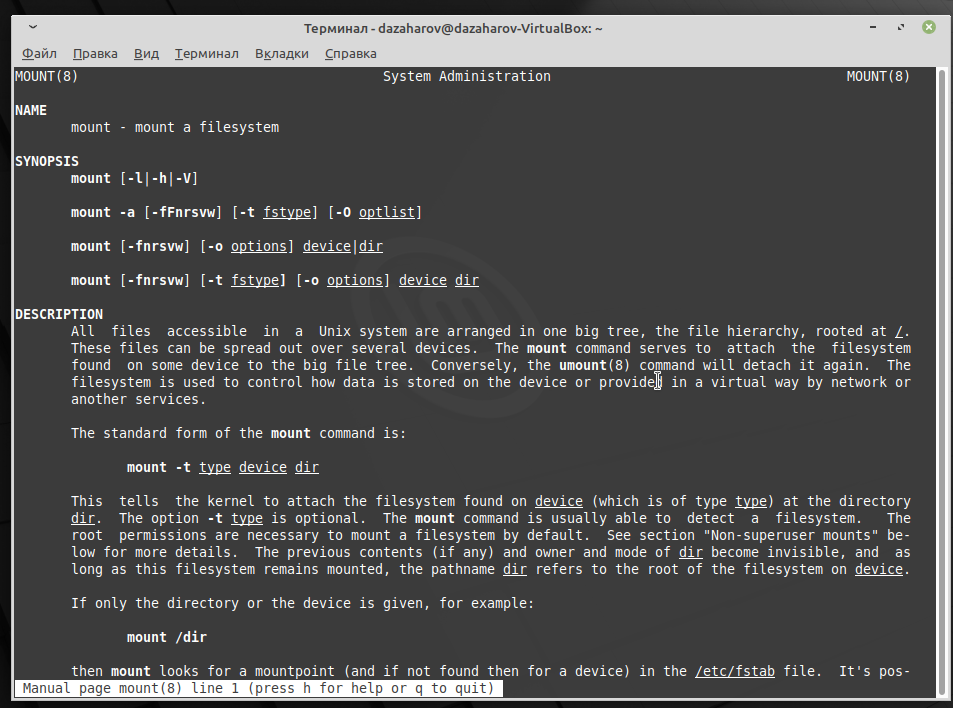 Терминал - dazaharov@dazaharov-VirtualBox: ~
Файл Правка Вид Терминал Вкладки Справка
MOUNT(8) System Administration MOUNT(8)
NAME
mount - mount a filesystem
SYNOPSIS
mount [-l|-h|-V]
mount -a [-fFnrsvw] [-t fstype] [-O optlist]
mount [-fnrsvw] [-o options] device|dir
mount [-fnrsvw] [-t fstype] [-o options] device dir
DESCRIPTION
All files accessible in a Unix system are arranged in one big tree, the file hierarchy, rooted at /.
These files can be spread out over several devices. The mount command serves to attach the filesystem
found on some device to the big file tree. Conversely, the umount(8) command will detach it again. The
filesystem is used to control how data is stored on the device or provided in a virtual way by network or
another services.
The standard form of the mount command is:
mount -t type device dir
This tells the kernel to attach the filesystem found on device (which is of type type) at the directory
dir. The option -t type is optional. The mount command is usually able to detect a filesystem. The
root permissions are necessary to mount a filesystem by default. See section "Non-superuser mounts" be-
low for more details. The previous contents (if any) and owner and mode of dir become invisible, and as
long as this filesystem remains mounted, the pathname dir refers to the root of the filesystem on device.
If only the directory or the device is given, for example:
mount /dir
then mount looks for a mountpoint (and if not found then for a device) in the /etc/fstab file. It's pos-
Manual page mount(8) line 1 (press h for help or q to quit)